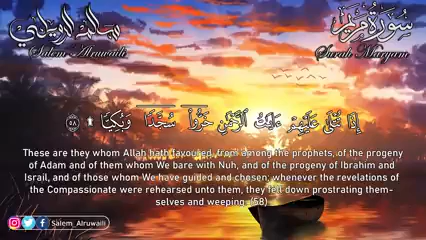 سالم الرويلي
Salem Alruwaili
سورة مريم
Surah Maryam
إِذَا تُتْلَىٰ عَلَيْهِمْ ءَايَٰتُ ٱلرَّحْمَٰنِ خَرُّوا۟ سُجَّدًا وَبُكِيًّا ۩ ٥٨
These are they whom Allah hath favoured, from among the prophets, of the progeny
of Adam and of them whom We bare with Nuh, and of the progeny of Ibrahim and
Israil, and of those whom We have guided and chosen; whenever the revelations of
the Compassionate were rehearsed unto them, they fell down prostrating them-
selves and weeping. (58)
Salem_Alruwaili